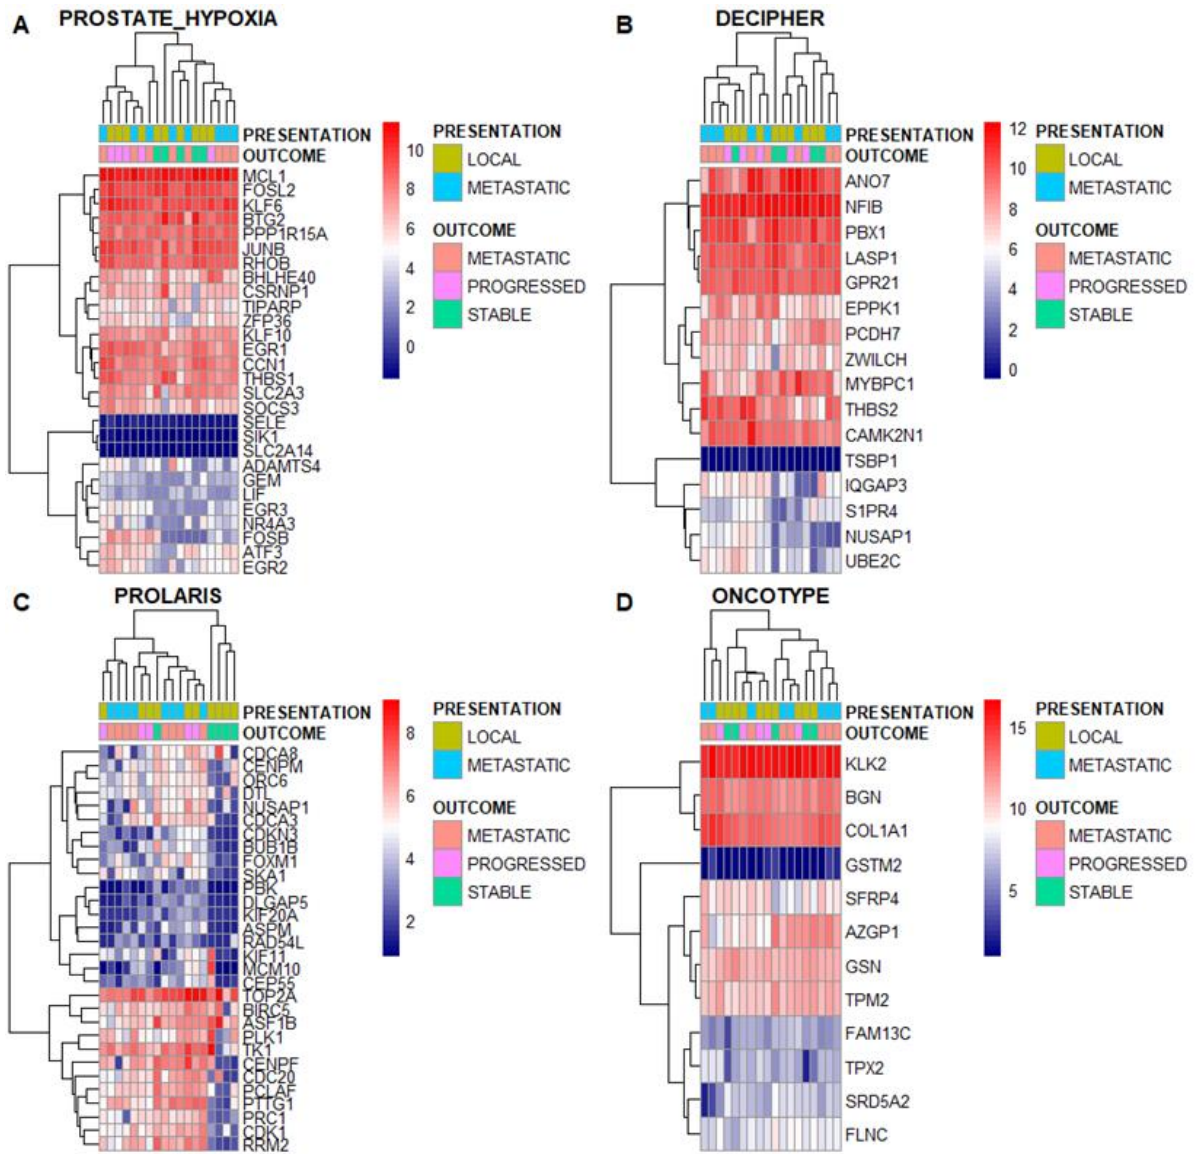 A PROSTATE_HYPOXIA
PRESENTATION
OUTCOME
MCL1
FOSL2
KLF6
BTG2
PPP1R15A
JUNB
RHOB
BHLHE40
CSRNP1
TIPARP
ZFP36
KLF10
EGR1
CCN1
THBS1
SLC2A3
SOCS3
SELE
SIK1
SLC2A14
ADAMTS4
GEM
LIF
EGR3
NR4A3
FOSB
ATF3
EGR2
10
8
6
4
2
0
PRESENTATION
LOCAL
METASTATIC
OUTCOME
METASTATIC
PROGRESSED
STABLE
B DECIPHER
PRESENTATION
OUTCOME
ANO7
NFIB
PBX1
LASP1
GPR21
EPPK1
PCDH7
ZWILCH
MYBPC1
THBS2
CAMK2N1
TSBP1
IQGAP3
S1PR4
NUSAP1
UBE2C
12
10
8
6
4
2
0
PRESENTATION
LOCAL
METASTATIC
OUTCOME
METASTATIC
PROGRESSED
STABLE
C PROLARIS
PRESENTATION
OUTCOME
CDCA8
CENPM
ORC6
DTL
NUSAP1
CDCA3
CDKN3
BUB1B
FOXM1
SKA1
PBK
DLGAP5
KIF20A
ASPM
RAD54L
KIF11
MCM10
CEP55
TOP2A
BIRC5
ASF1B
PLK1
TK1
CENPF
CDC20
PCLAF
PTTG1
PRC1
CDK1
RRM2
8
6
4
2
PRESENTATION
LOCAL
METASTATIC
OUTCOME
METASTATIC
PROGRESSED
STABLE
D ONCOTYPE
PRESENTATION
OUTCOME
KLK2
BGN
COL1A1
GSTM2
SFRP4
AZGP1
GSN
TPM2
FAM13C
TPX2
SRD5A2
FLNC
15
10
5
PRESENTATION
LOCAL
METASTATIC
OUTCOME
METASTATIC
PROGRESSED
STABLE